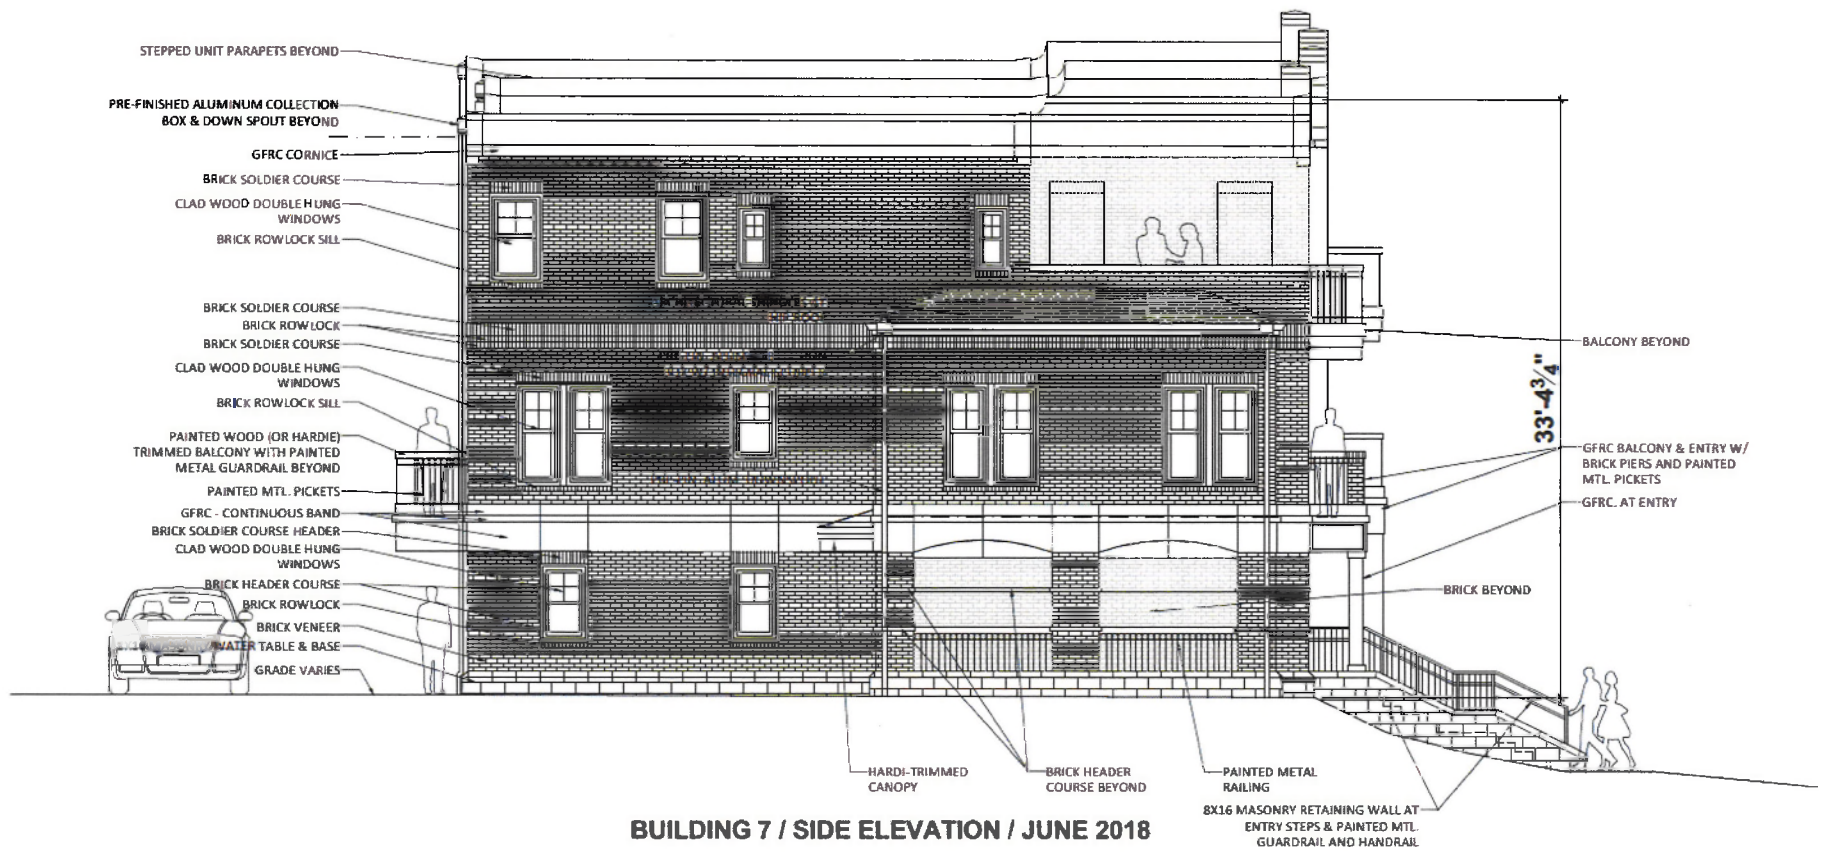 STEPPED UNIT PARAPETS BEYOND
PRE-FINISHED ALUMINUM COLLECTION
BOX & DOWN SPOUT BEYOND
GFRC CORNICE
BRICK SOLDIER COURSE
CLAD WOOD DOUBLE HUNG
WINDOWS
BRICK ROWLOCK SILL
BRICK SOLDIER COURSE
BRICK ROWLOCK
BRICK SOLDIER COURSE
CLAD WOOD DOUBLE HUNG
WINDOWS
BRICK ROWLOCK SILL
PAINTED WOOD (OR HARDIE)
TRIMMED BALCONY WITH PAINTED
METAL GUARDRAIL BEYOND
PAINTED MTL. PICKETS
GFRC - CONTINUOUS BAND
BRICK SOLDIER COURSE HEADER
CLAD WOOD DOUBLE HUNG
WINDOWS
BRICK HEADER COURSE
BRICK ROWLOCK
BRICK VENEER
WATER TABLE & BASE
GRADE VARIES
BALCONY BEYOND
33'-4¾"
GFRC BALCONY & ENTRY W/
BRICK PIERS AND PAINTED
MTL. PICKETS
GFRC. AT ENTRY
BRICK BEYOND
HARDI-TRIMMED
CANOPY
BRICK HEADER
COURSE BEYOND
PAINTED METAL
RAILING
8X16 MASONRY RETAINING WALL AT
ENTRY STEPS & PAINTED MTL.
GUARDRAIL AND HANDRAIL
BUILDING 7 / SIDE ELEVATION / JUNE 2018